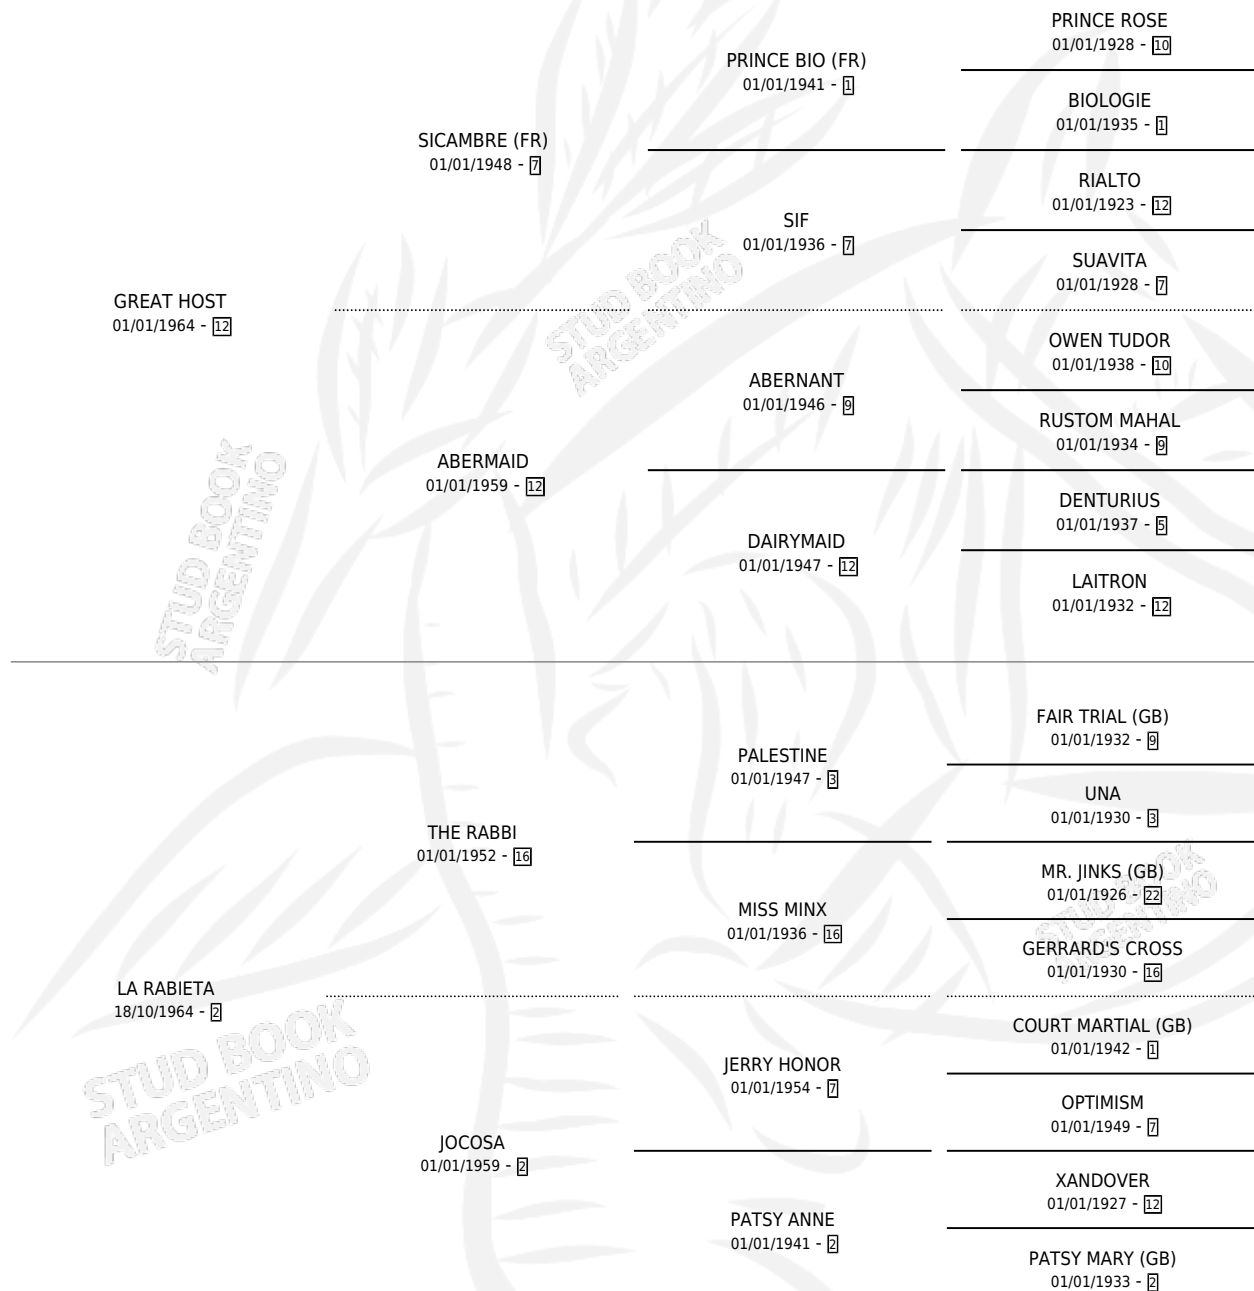 PRINCE ROSE
01/01/1928 - 10
PRINCE BIO (FR)
01/01/1941 - 1
BIOLOGIE
01/01/1935 - 1
SICAMBRE (FR)
01/01/1948 - 7
RIALTO
01/01/1923 - 12
SIF
01/01/1936 - 7
SUAVITA
01/01/1928 - 7
GREAT HOST
01/01/1964 - 12
STUD BOOK
ARGENTINO
OWEN TUDOR
01/01/1938 - 10
ABERNANT
01/01/1946 - 9
RUSTOM MAHAL
01/01/1934 - 9
ABERMAID
01/01/1959 - 12
DENTURIUS
01/01/1937 - 5
DAIRYMAID
01/01/1947 - 12
LAITRON
01/01/1932 - 12
STUD BOOK
ARGENTINO
FAIR TRIAL (GB)
01/01/1932 - 9
PALESTINE
01/01/1947 - 3
UNA
01/01/1930 - 3
THE RABBI
01/01/1952 - 16
MR. JINKS (GB)
01/01/1926 - 22
STUD BOOK
ARGENTINO
MISS MINX
01/01/1936 - 16
GERRARD'S CROSS
01/01/1930 - 16
LA RABIETA
18/10/1964 - 2
STUD BOOK
ARGENTINO
COURT MARTIAL (GB)
01/01/1942 - 1
JERRY HONOR
01/01/1954 - 7
OPTIMISM
01/01/1949 - 7
JOCOSA
01/01/1959 - 2
XANDOVER
01/01/1927 - 12
PATSY ANNE
01/01/1941 - 2
PATSY MARY (GB)
01/01/1933 - 2